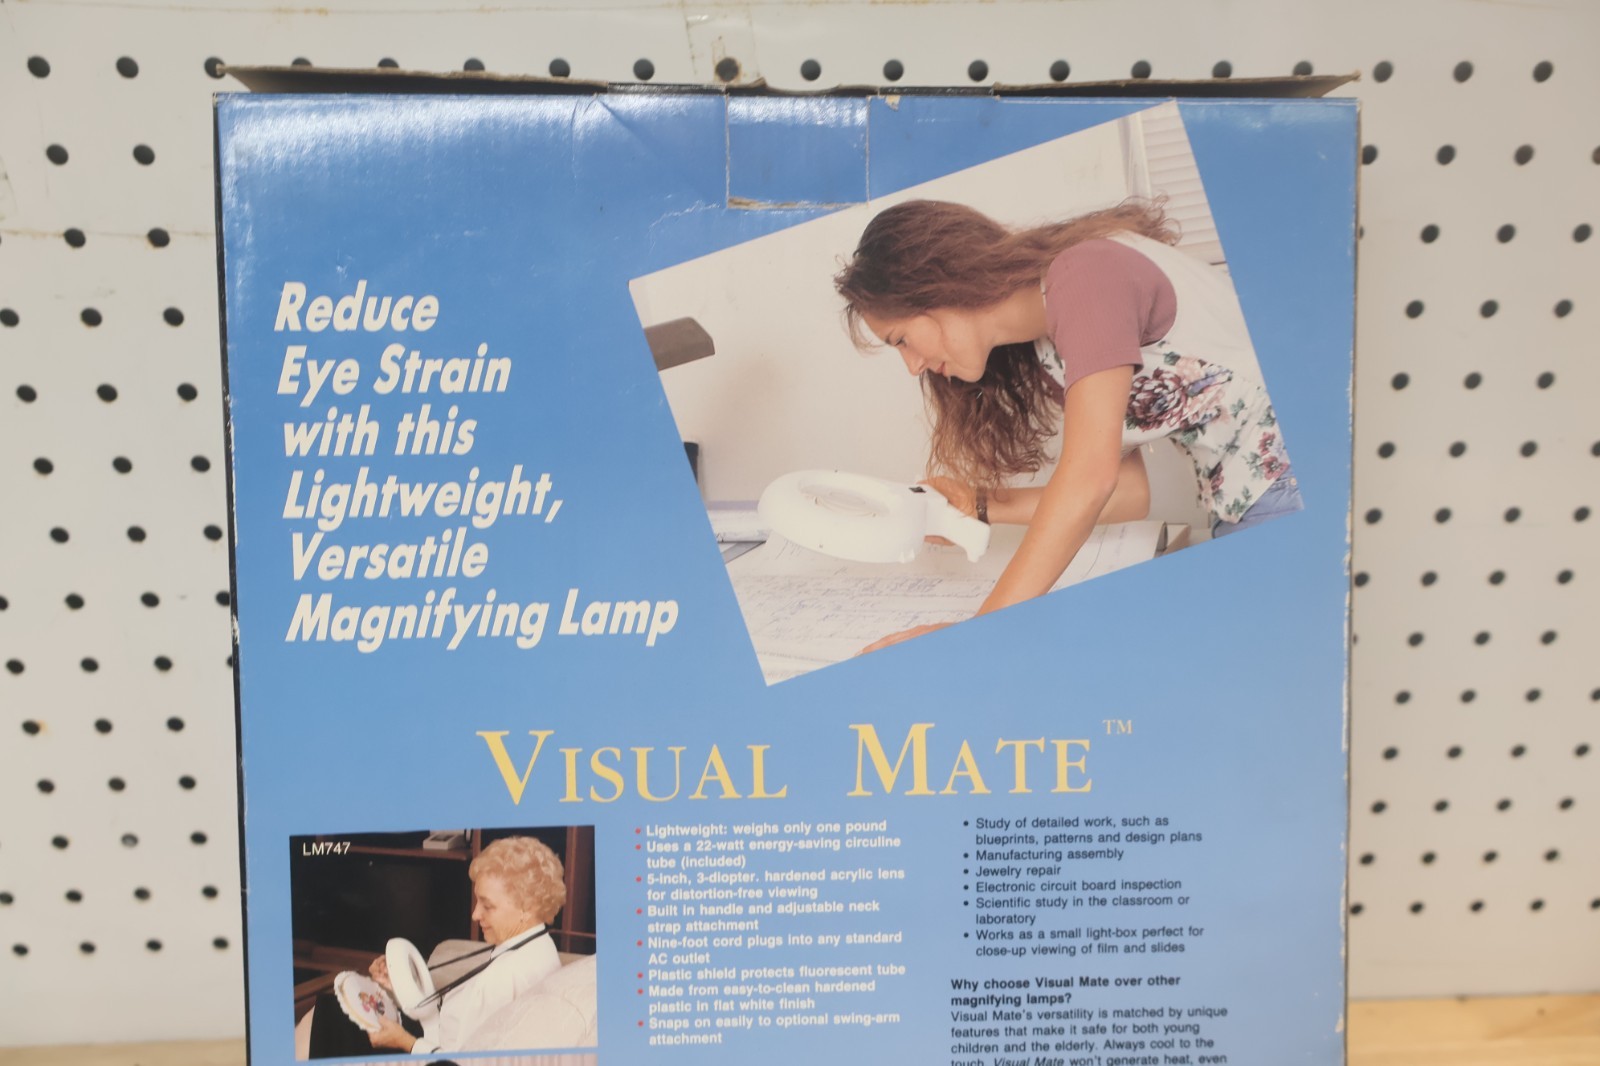 Reduce
Eye Strain
with this
Lightweight,
Versatile
Magnifying Lamp
VISUAL MATE™
LM747
• Lightweight: weighs only one pound
• Uses a 22-watt energy-saving circuline
tube (included)
• 5-inch, 3-diopter. hardened acrylic lens
for distortion-free viewing
• Built in handle and adjustable neck
strap attachment
• Nine-foot cord plugs into any standard
AC outlet
• Plastic shield protects fluorescent tube
• Made from easy-to-clean hardened
plastic in flat white finish
• Snaps on easily to optional swing-arm
attachment
• Study of detailed work, such as
blueprints, patterns and design plans
• Manufacturing assembly
• Jewelry repair
• Electronic circuit board inspection
• Scientific study in the classroom or
laboratory
• Works as a small light-box perfect for
close-up viewing of film and slides
Why choose Visual Mate over other
magnifying lamps?
Visual Mate's versatility is matched by unique
features that make it safe for both young
children and the elderly. Always cool to the
touch, Visual Mate won't generate heat, even